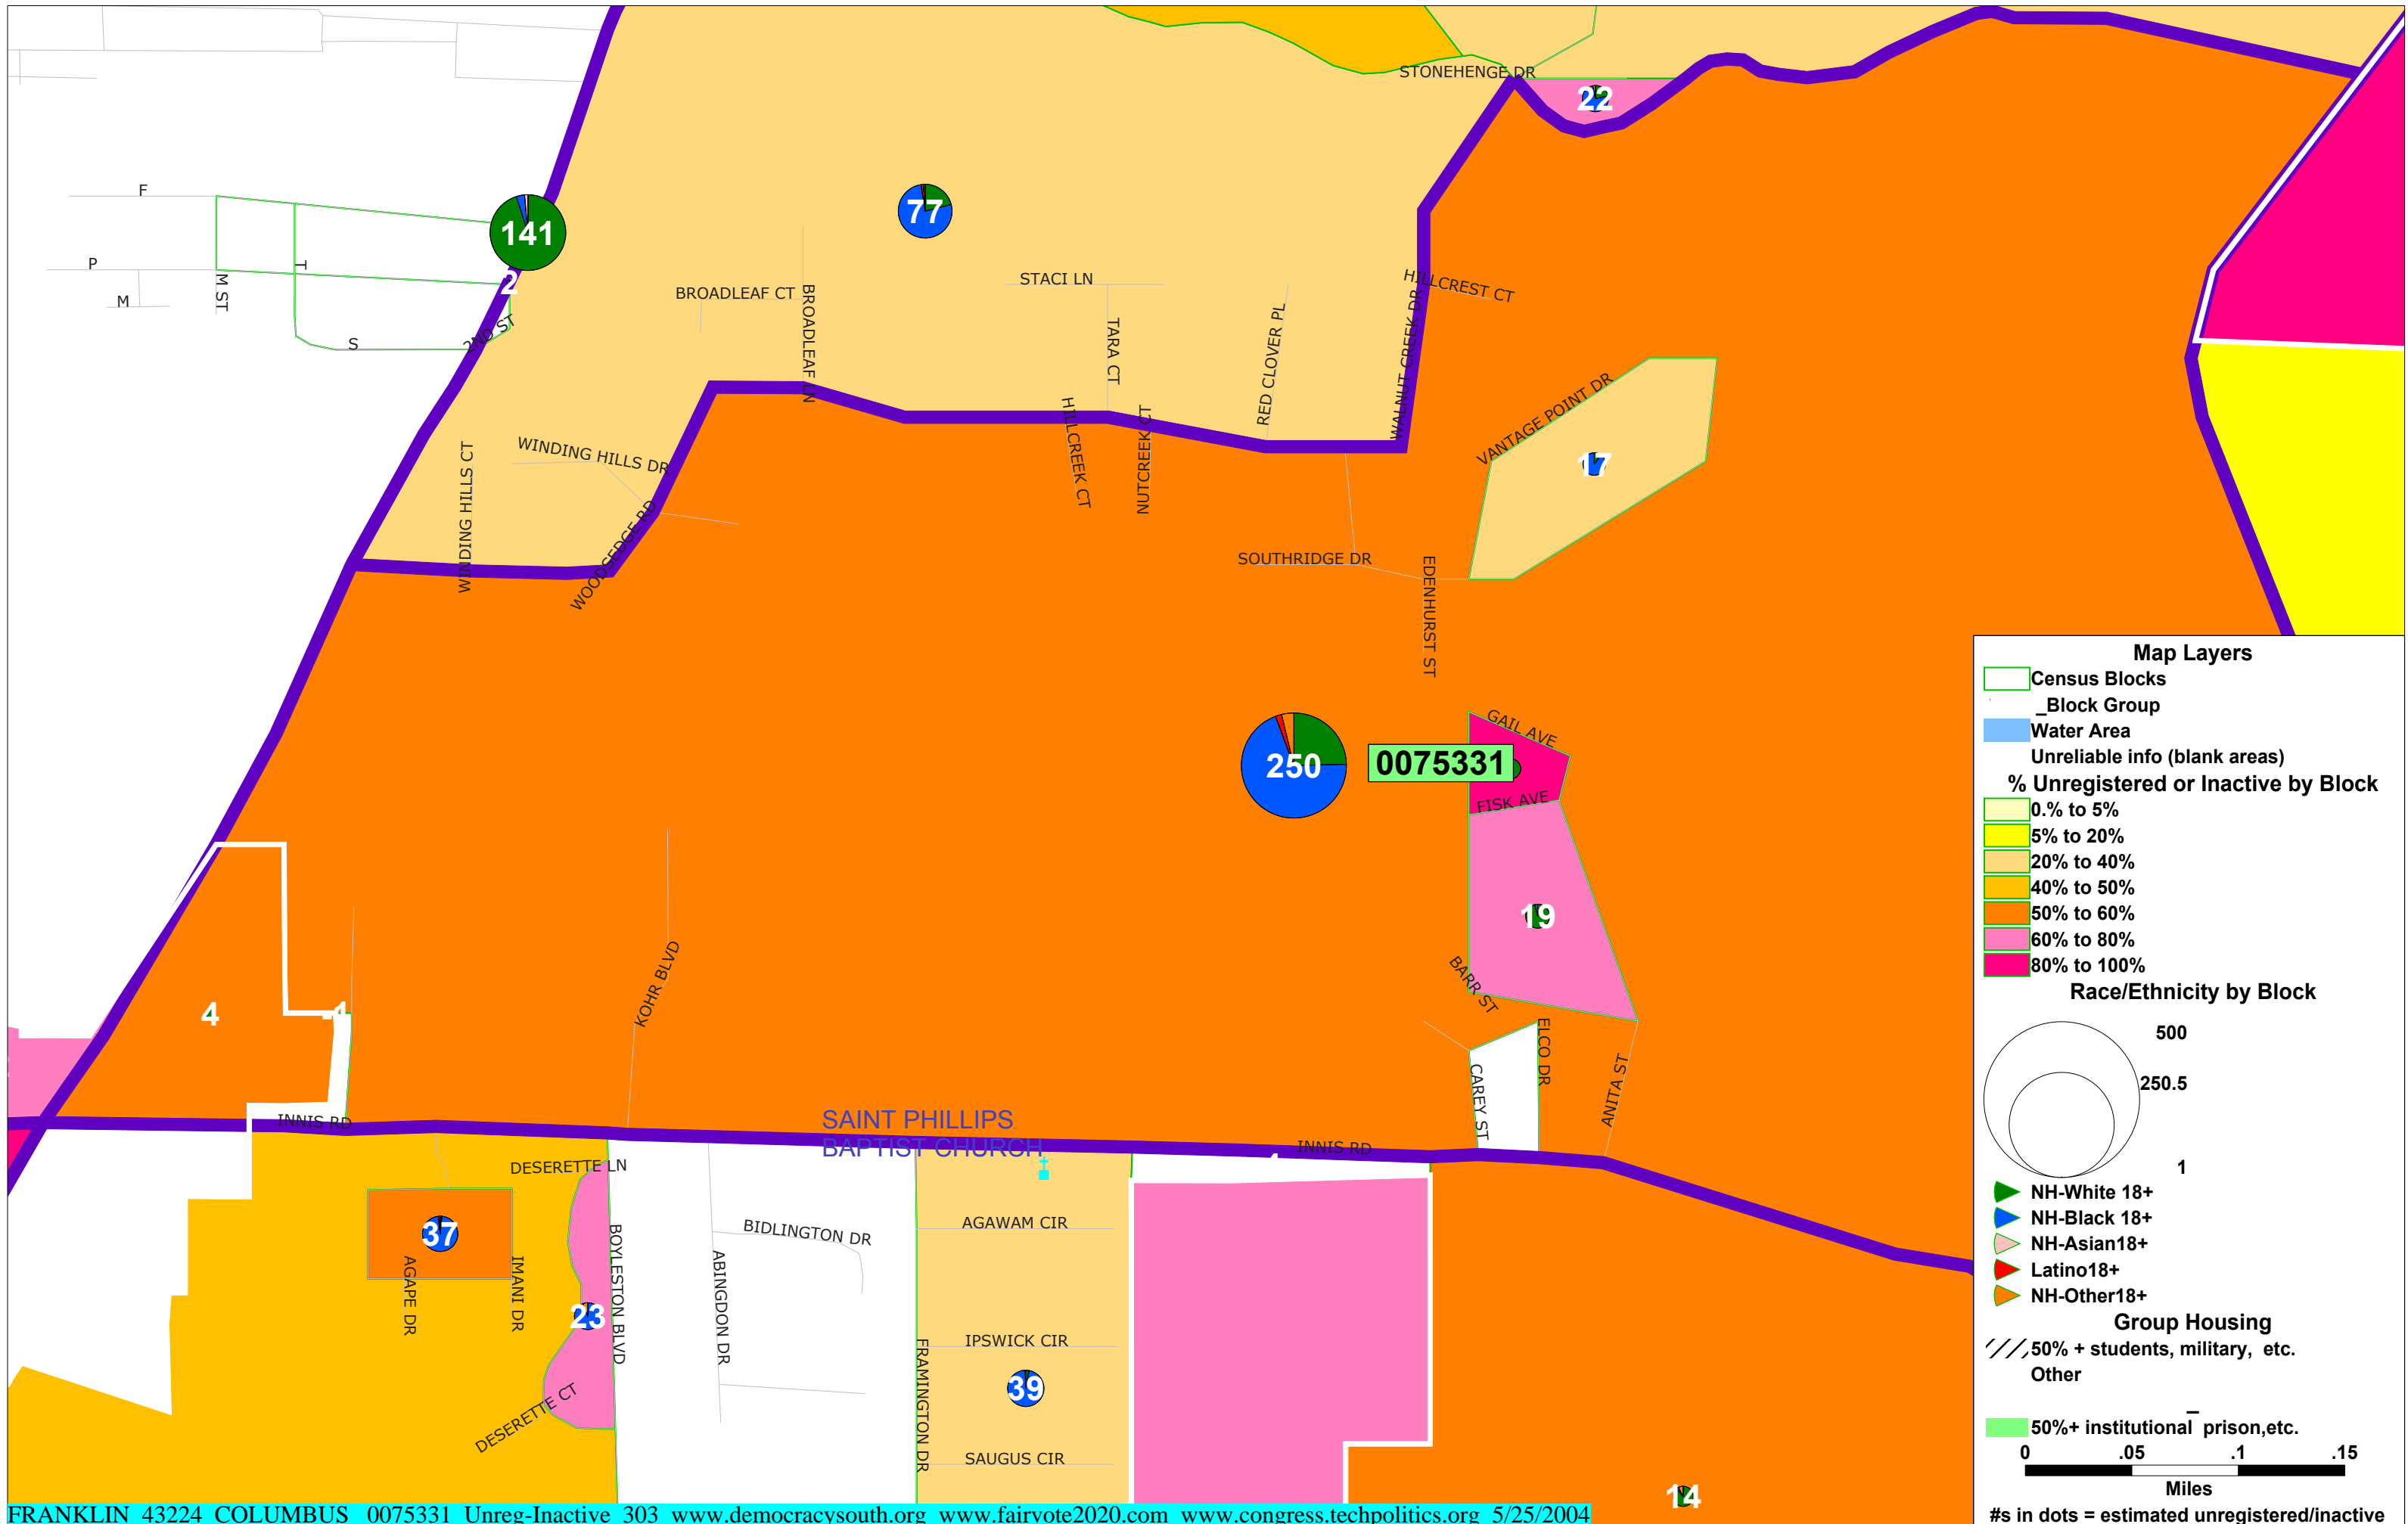 STONEHENGE DR
22
F
141
77
P
T
M ST
2
M
S
2ND ST
BROADLEAF CT
BROADLEAF LN
STACI LN
TARA CT
RED CLOVER PL
WALNUT CREEK DR
HILLCREST CT
VANTAGE POINT DR
17
WINDING HILLS DR
WINDING HILLS CT
WOODSEDGE RD
HILLCREEK CT
NUTCREEK CT
SOUTHRIDGE DR
EDENHURST ST
GAIL AVE
250
0075331
FISK AVE
19
BARR ST
KOHR BLVD
4
ELCO DR
CAREY ST
ANITA ST
INNIS RD
SAINT PHILLIPS
BAPTIST CHURCH
INNIS RD
DESERETTE LN
37
AGAPE DR
IMANI DR
BOYLESTON BLVD
23
ABINGDON DR
BIDLINGTON DR
AGAWAM CIR
IPSWICK CIR
FRAMINGTON DR
39
DESERETTE CT
SAUGUS CIR
14
Map Layers
Census Blocks
_Block Group
Water Area
Unreliable info (blank areas)
% Unregistered or Inactive by Block
0.% to 5%
5% to 20%
20% to 40%
40% to 50%
50% to 60%
60% to 80%
80% to 100%
Race/Ethnicity by Block
500
250.5
1
NH-White 18+
NH-Black 18+
NH-Asian18+
Latino18+
NH-Other18+
Group Housing
50% + students, military, etc.
Other
50%+ institutional_prison,etc.
0 .05 .1 .15
Miles
#s in dots = estimated unregistered/inactive
FRANKLIN 43224 COLUMBUS 0075331 Unreg-Inactive 303 www.democracysouth.org www.fairvote2020.com www.congress.techpolitics.org 5/25/2004